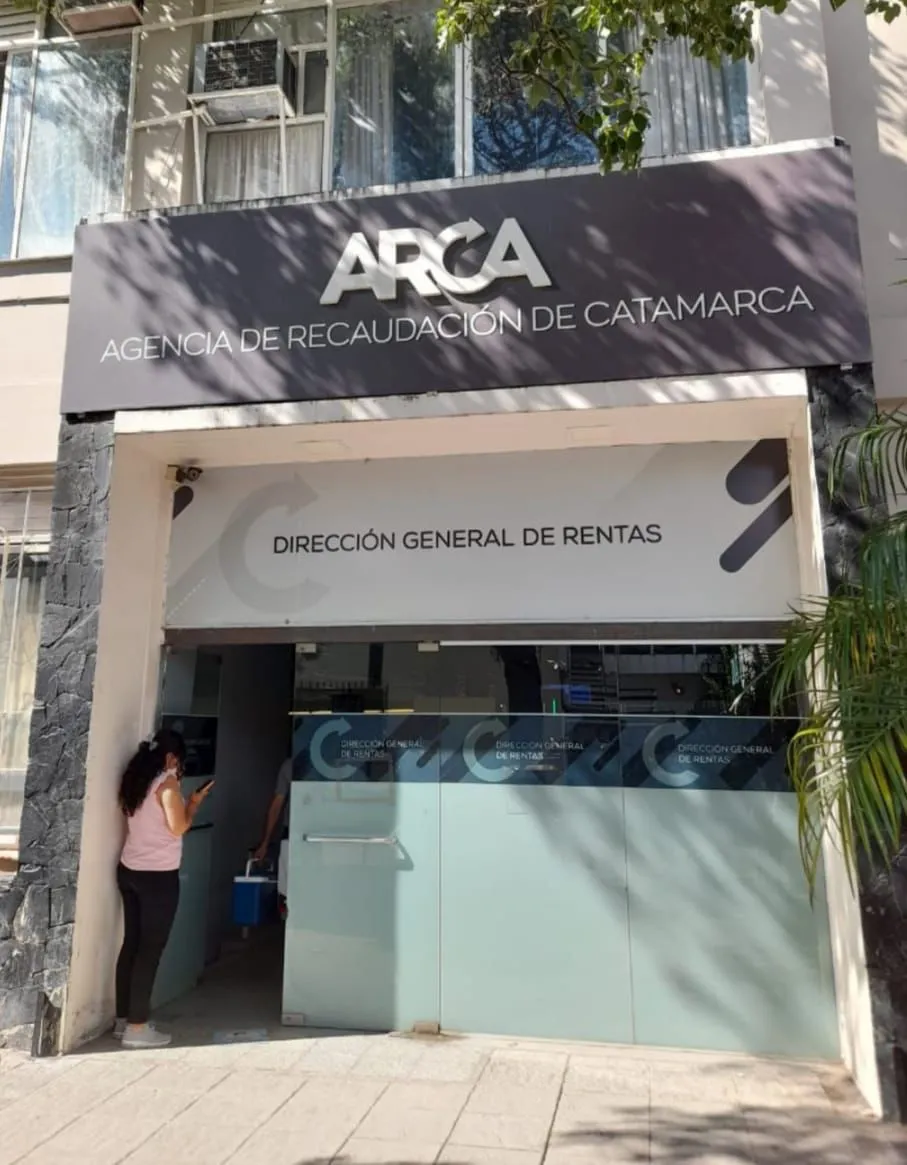 ARCA
AGENCIA DE RECAUDACIÓN DE CATAMARCA
DIRECCIÓN GENERAL DE RENTAS
DIRECCIÓN GENERAL
DE RENTAS
DIRECCIÓN GENERAL
DE RENTAS
DIRECCIÓN GENERAL
DE RENTAS